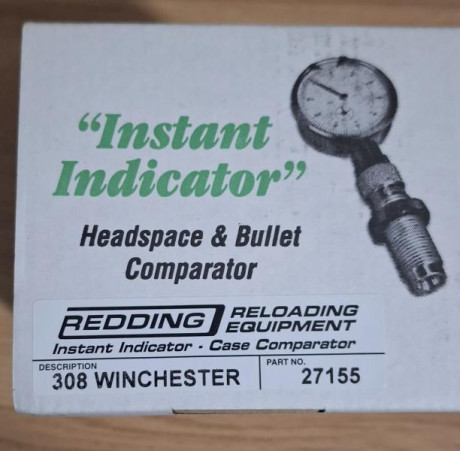 “Instant
Indicator”
Headspace & Bullet
Comparator
REDDING RELOADING
EQUIPMENT
Instant Indicator - Case Comparator
DESCRIPTION
308 WINCHESTER
PART NO.
27155